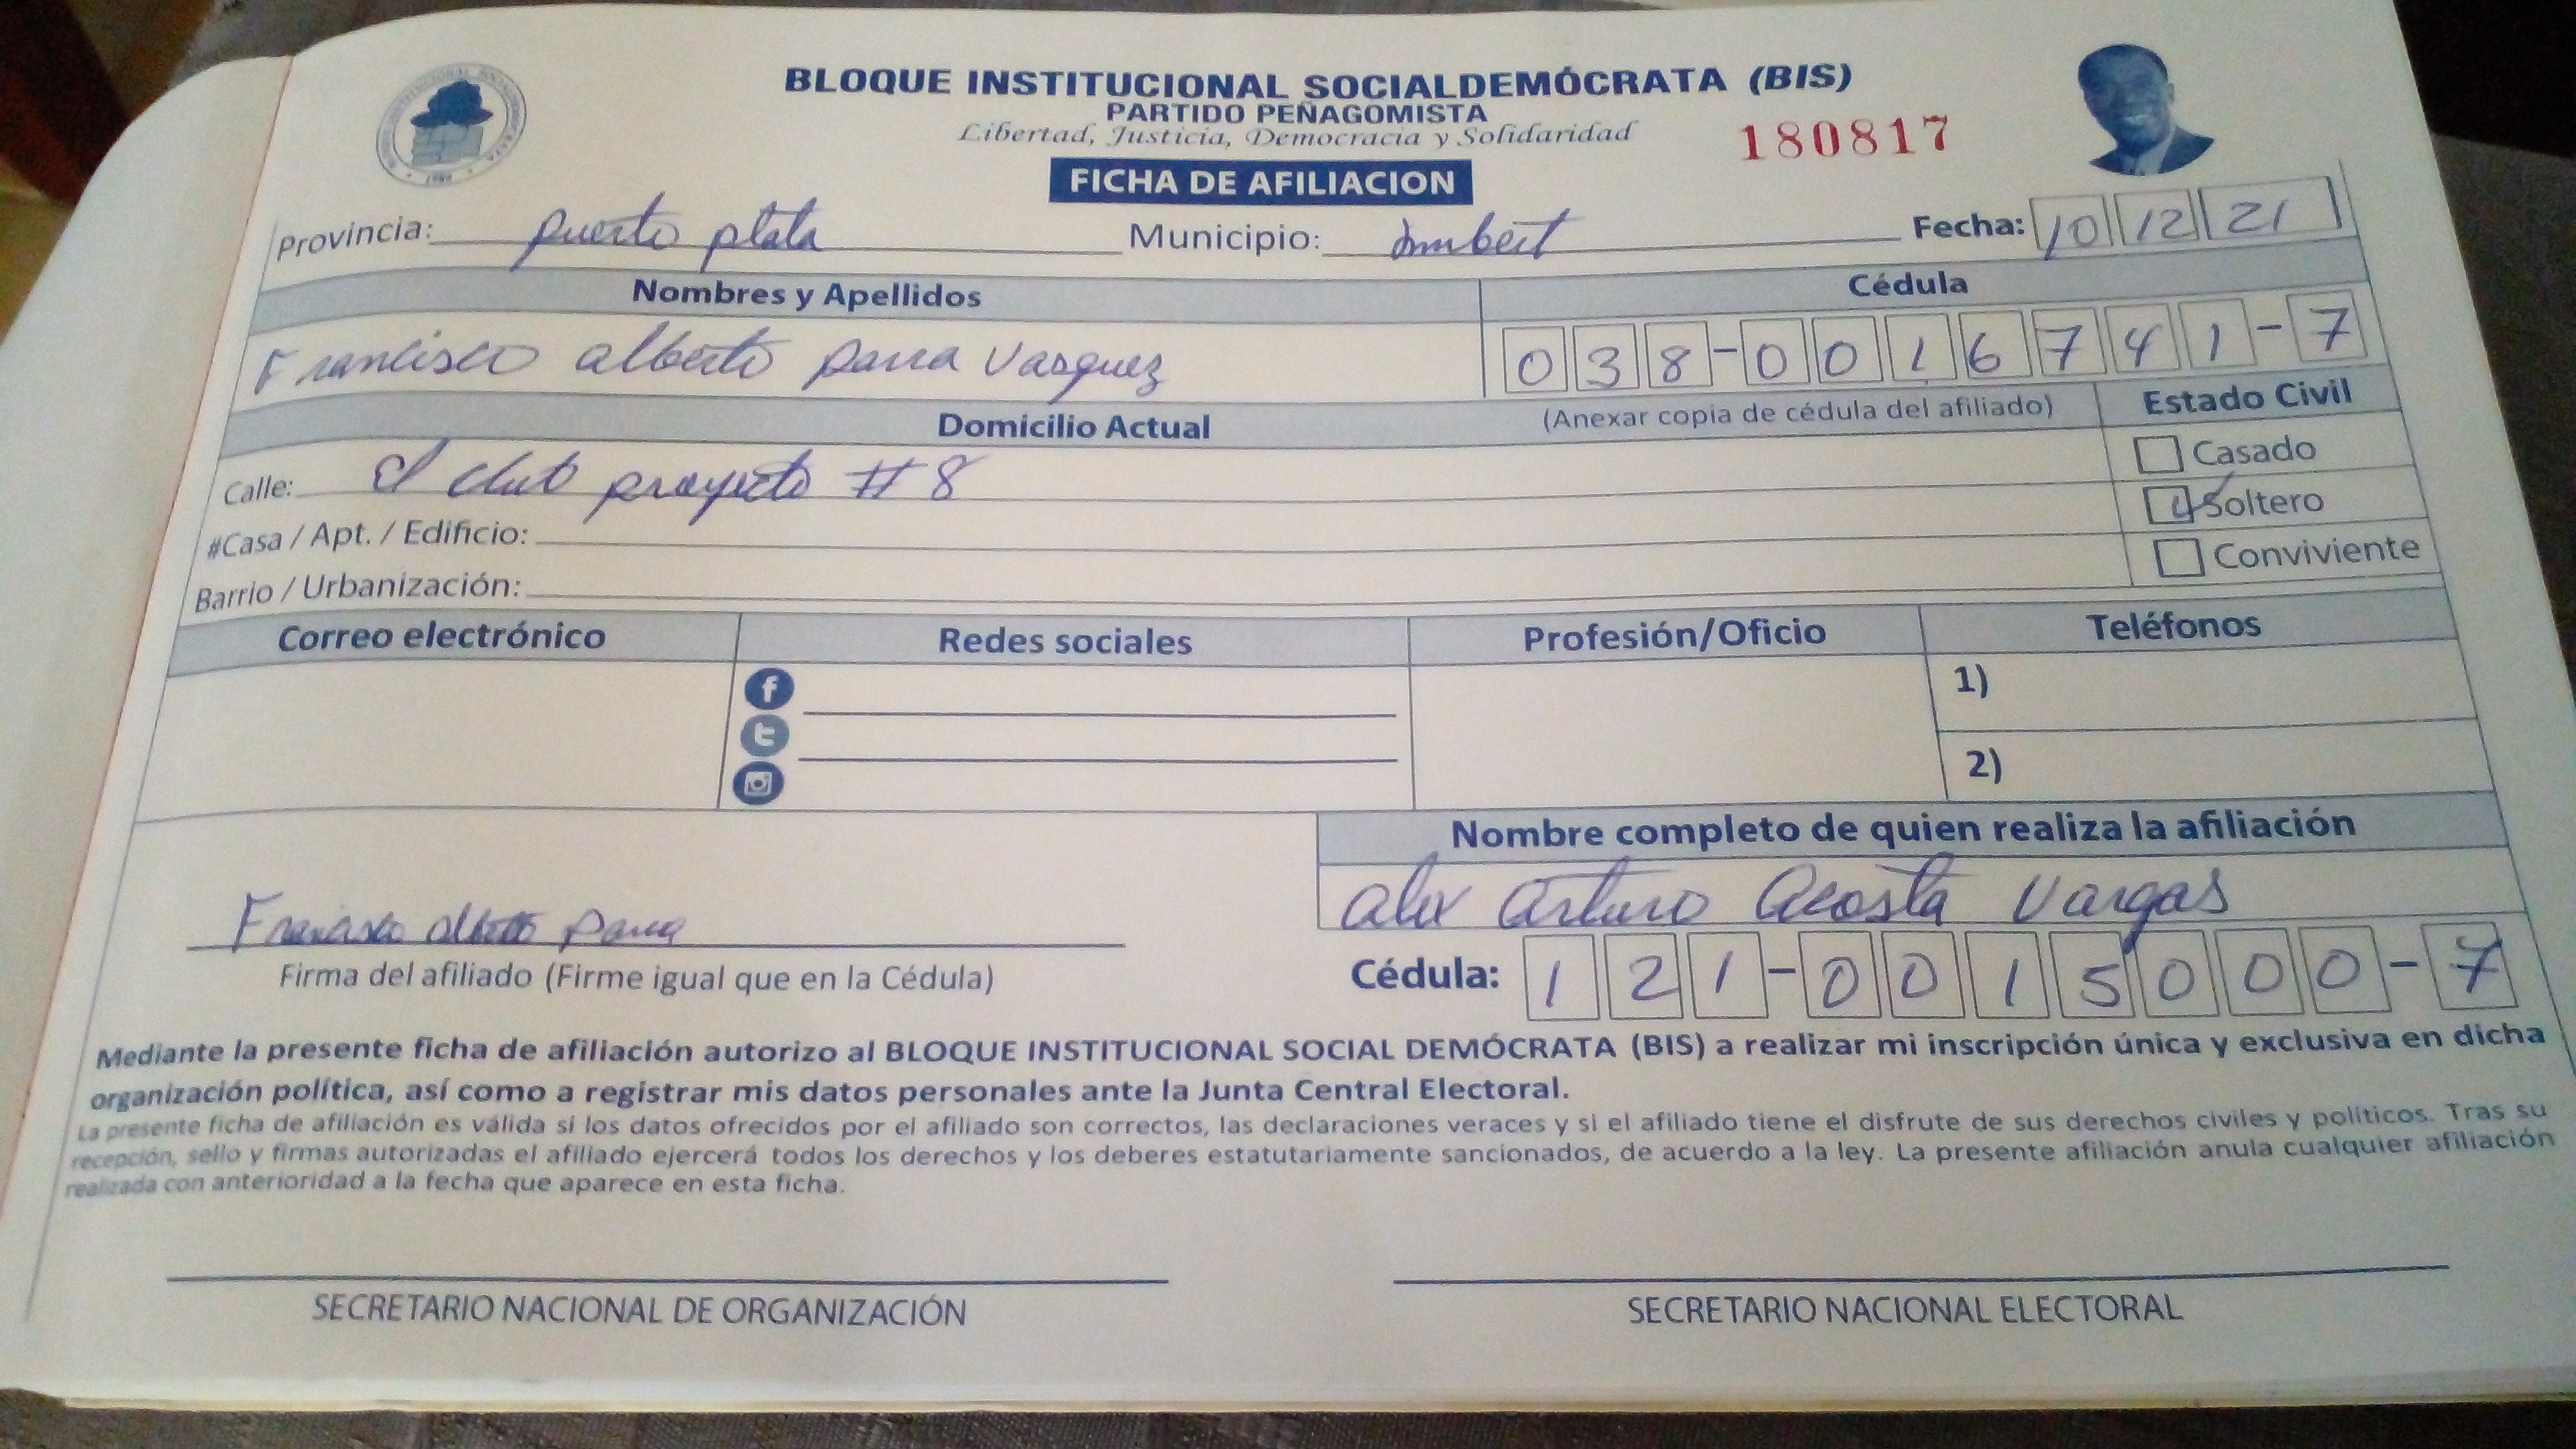 BLOQUE INSTITUCIONAL SOCIALDEMÓCRATA (BIS)
PARTIDO PEÑAGOMISTA
Libertad, Justicia, Democracia y Solidaridad
180817
FICHA DE AFILIACION
Provincia: puerto plata Municipio: imbert Fecha: 10 12 21
Nombres y Apellidos Cédula
Francisco alberto parra Vasquez 038-0016741-7
Domicilio Actual (Anexar copia de cédula del afiliado) Estado Civil
Casado
Calle: el club proyecto # 8
Soltero
#Casa / Apt. / Edificio:
Conviviente
Barrio / Urbanización:
Correo electrónico Redes sociales Profesión/Oficio Teléfonos
1)
2)
Nombre completo de quien realiza la afiliación
alex Arturo Acosta Vargas
Francisco alberto parra
Firma del afiliado (Firme igual que en la Cédula) Cédula: 121-0015000-7
Mediante la presente ficha de afiliación autorizo al BLOQUE INSTITUCIONAL SOCIAL DEMÓCRATA (BIS) a realizar mi inscripción única y exclusiva en dicha
organización política, así como a registrar mis datos personales ante la Junta Central Electoral.
La presente ficha de afiliación es válida si los datos ofrecidos por el afiliado son correctos, las declaraciones veraces y si el afiliado tiene el disfrute de sus derechos civiles y políticos. Tras su
recepción, sello y firmas autorizadas el afiliado ejercerá todos los derechos y los deberes estatutariamente sancionados, de acuerdo a la ley. La presente afiliación anula cualquier afiliación
realizada con anterioridad a la fecha que aparece en esta ficha.
SECRETARIO NACIONAL DE ORGANIZACIÓN SECRETARIO NACIONAL ELECTORAL